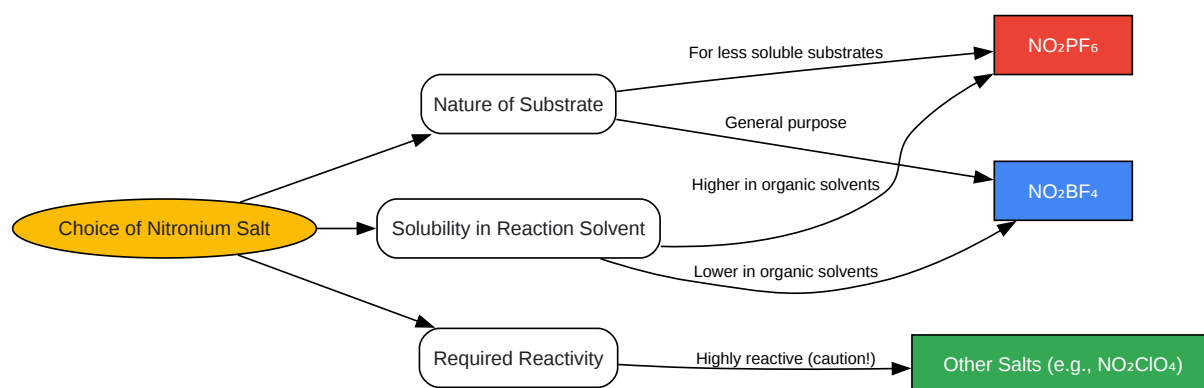 For less soluble substrates
NO₂PF₆
Nature of Substrate
General purpose
Higher in organic solvents
NO₂BF₄
Choice of Nitronium Salt
Solubility in Reaction Solvent
Lower in organic solvents
Required Reactivity
Highly reactive (caution!)
Other Salts (e.g., NO₂ClO₄)